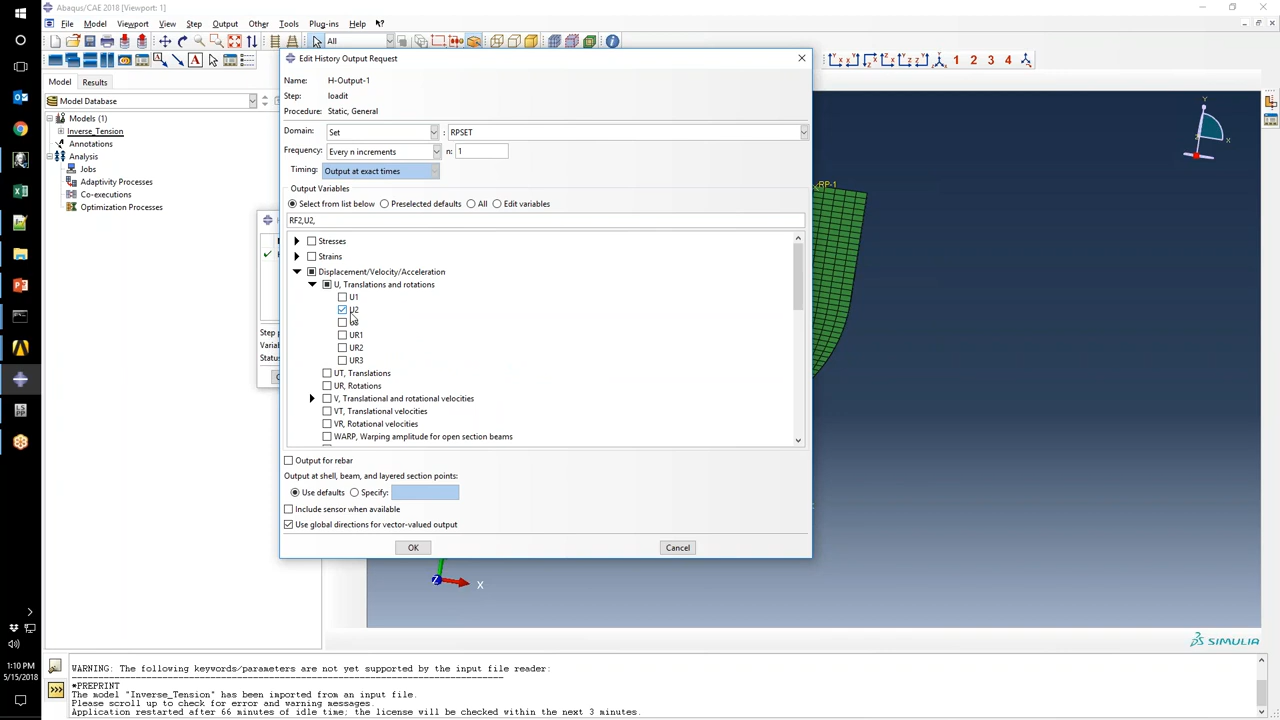 Abaqus/CAE 2018 [Viewport: 1]
File Model Viewport View Step Output Other Tools Plug-ins Help
All
1 2 3 4
Model Results
Model Database
Models (1)
Inverse_Tension
Annotations
Analysis
Jobs
Adaptivity Processes
Co-executions
Optimization Processes
Edit History Output Request
Name: H-Output-1
Step: loadit
Procedure: Static, General
Domain: Set : RPSET
Frequency: Every n increments n: 1
Timing: Output at exact times
Output Variables
Select from list below Preselected defaults All Edit variables
RF2,U2,
Stresses
Strains
Displacement/Velocity/Acceleration
U, Translations and rotations
U1
U2
U3
UR1
UR2
UR3
UT, Translations
UR, Rotations
V, Translational and rotational velocities
VT, Translational velocities
VR, Rotational velocities
WARP, Warping amplitude for open section beams
Output for rebar
Output at shell, beam, and layered section points:
Use defaults Specify:
Include sensor when available
Use global directions for vector-valued output
OK Cancel
Step p
Varial
Status
RP-1
Y
X
Z X
SIMULIA
WARNING: The following keywords/parameters are not yet supported by the input file reader:
*PREPRINT
The model "Inverse_Tension" has been imported from an input file.
Please scroll up to check for error and warning messages.
Application restarted after 66 minutes of idle time; the license will be checked within the next 3 minutes.
1:10 PM
5/15/2018